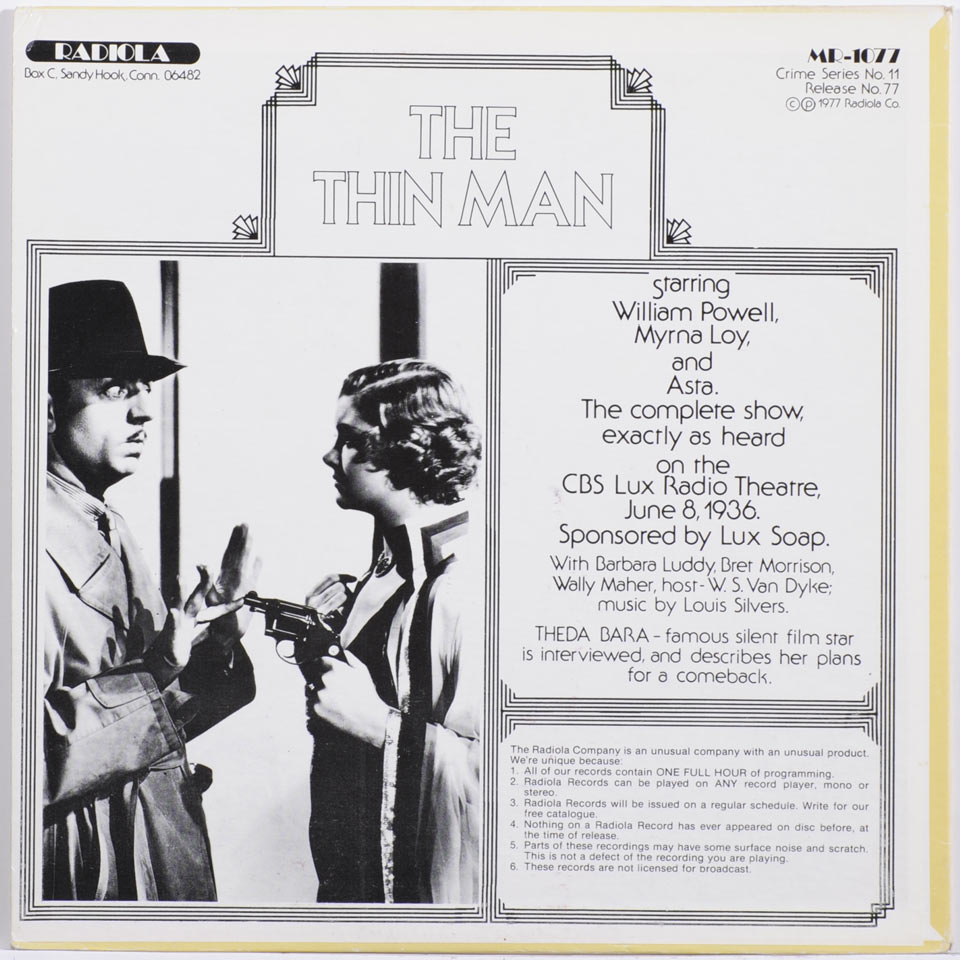 RADIOLA
Box C, Sandy Hook, Conn. 06482
MR-1077
Crime Series No. 11
Release No. 77
©℗ 1977 Radiola Co.
THE
THIN MAN
Starring
William Powell,
Myrna Loy,
and
Asta.
The complete show,
exactly as heard
on the
CBS Lux Radio Theatre,
June 8, 1936.
Sponsored by Lux Soap.
With Barbara Luddy, Bret Morrison,
Wally Maher, host - W. S. Van Dyke;
music by Louis Silvers.
THEDA BARA - famous silent film star
is interviewed, and describes her plans
for a comeback.
The Radiola Company is an unusual company with an unusual product.
We're unique because:
1. All of our records contain ONE FULL HOUR of programming.
2. Radiola Records can be played on ANY record player, mono or
stereo.
3. Radiola Records will be issued on a regular schedule. Write for our
free catalogue.
4. Nothing on a Radiola Record has ever appeared on disc before, at
the time of release.
5. Parts of these recordings may have some surface noise and scratch.
This is not a defect of the recording you are playing.
6. These records are not licensed for broadcast.